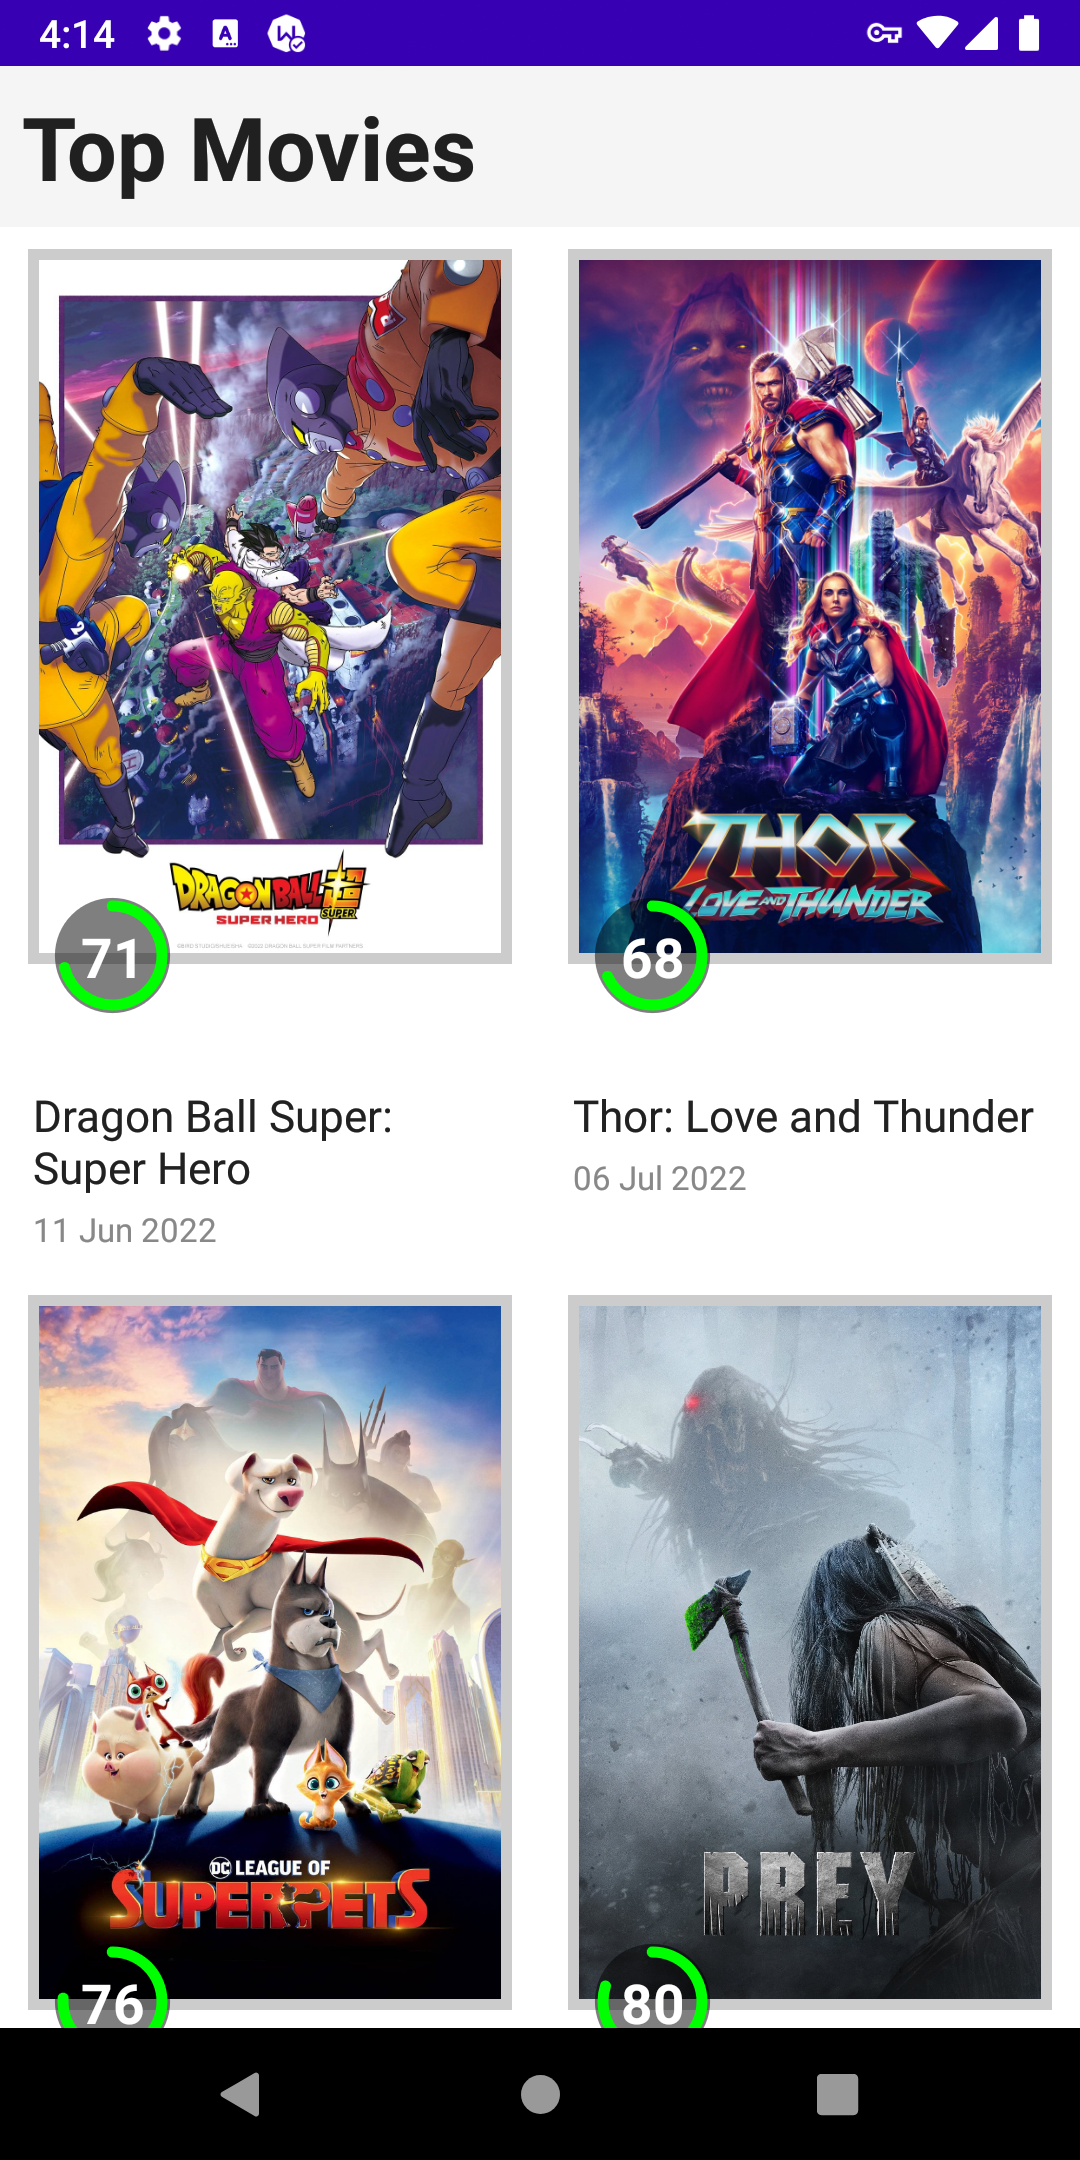 4:14
Top Movies
DRAGON BALL
SUPER
SUPER HERO
71
THOR
LOVE AND THUNDER
68
Dragon Ball Super:
Super Hero
11 Jun 2022
Thor: Love and Thunder
06 Jul 2022
DC LEAGUE OF
SUPER PETS
76
PREY
80